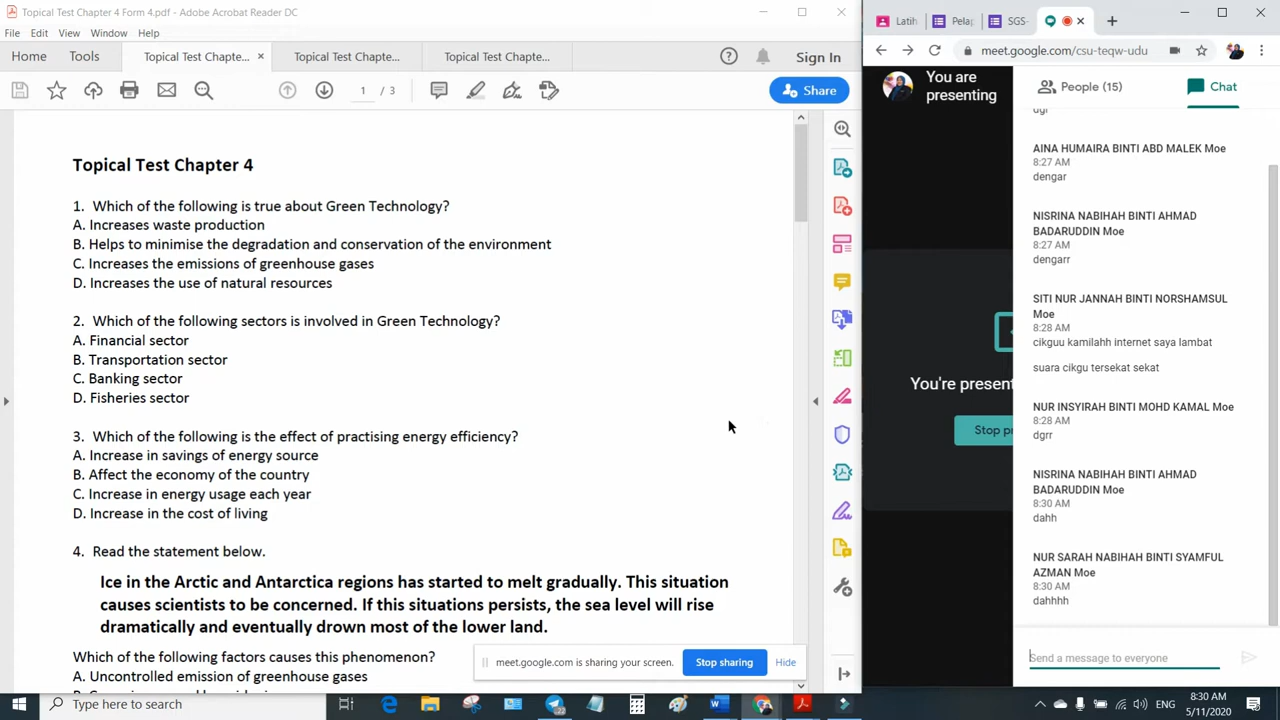 Topical Test Chapter 4 Form 4.pdf - Adobe Acrobat Reader DC
File Edit View Window Help
Home Tools Topical Test Chapte... × Topical Test Chapte... Topical Test Chapte... Sign In
1 / 3 Share
Topical Test Chapter 4
1. Which of the following is true about Green Technology?
A. Increases waste production
B. Helps to minimise the degradation and conservation of the environment
C. Increases the emissions of greenhouse gases
D. Increases the use of natural resources
2. Which of the following sectors is involved in Green Technology?
A. Financial sector
B. Transportation sector
C. Banking sector
D. Fisheries sector
3. Which of the following is the effect of practising energy efficiency?
A. Increase in savings of energy source
B. Affect the economy of the country
C. Increase in energy usage each year
D. Increase in the cost of living
4. Read the statement below.
Ice in the Arctic and Antarctica regions has started to melt gradually. This situation
causes scientists to be concerned. If this situations persists, the sea level will rise
dramatically and eventually drown most of the lower land.
Which of the following factors causes this phenomenon?
A. Uncontrolled emission of greenhouse gases
meet.google.com is sharing your screen. Stop sharing Hide
Latih Pelaj SGS-
meet.google.com/csu-teqw-udu
You are
presenting
You're present
Stop pr
People (15) Chat
dgr
AINA HUMAIRA BINTI ABD MALEK Moe
8:27 AM
dengar
NISRINA NABIHAH BINTI AHMAD
BADARUDDIN Moe
8:27 AM
dengarr
SITI NUR JANNAH BINTI NORSHAMSUL
Moe
8:28 AM
cikguu kamilahh internet saya lambat
suara cikgu tersekat sekat
NUR INSYIRAH BINTI MOHD KAMAL Moe
8:28 AM
dgrr
NISRINA NABIHAH BINTI AHMAD
BADARUDDIN Moe
8:30 AM
dahh
NUR SARAH NABIHAH BINTI SYAMFUL
AZMAN Moe
8:30 AM
dahhhh
Send a message to everyone
Type here to search
ENG
8:30 AM
5/11/2020